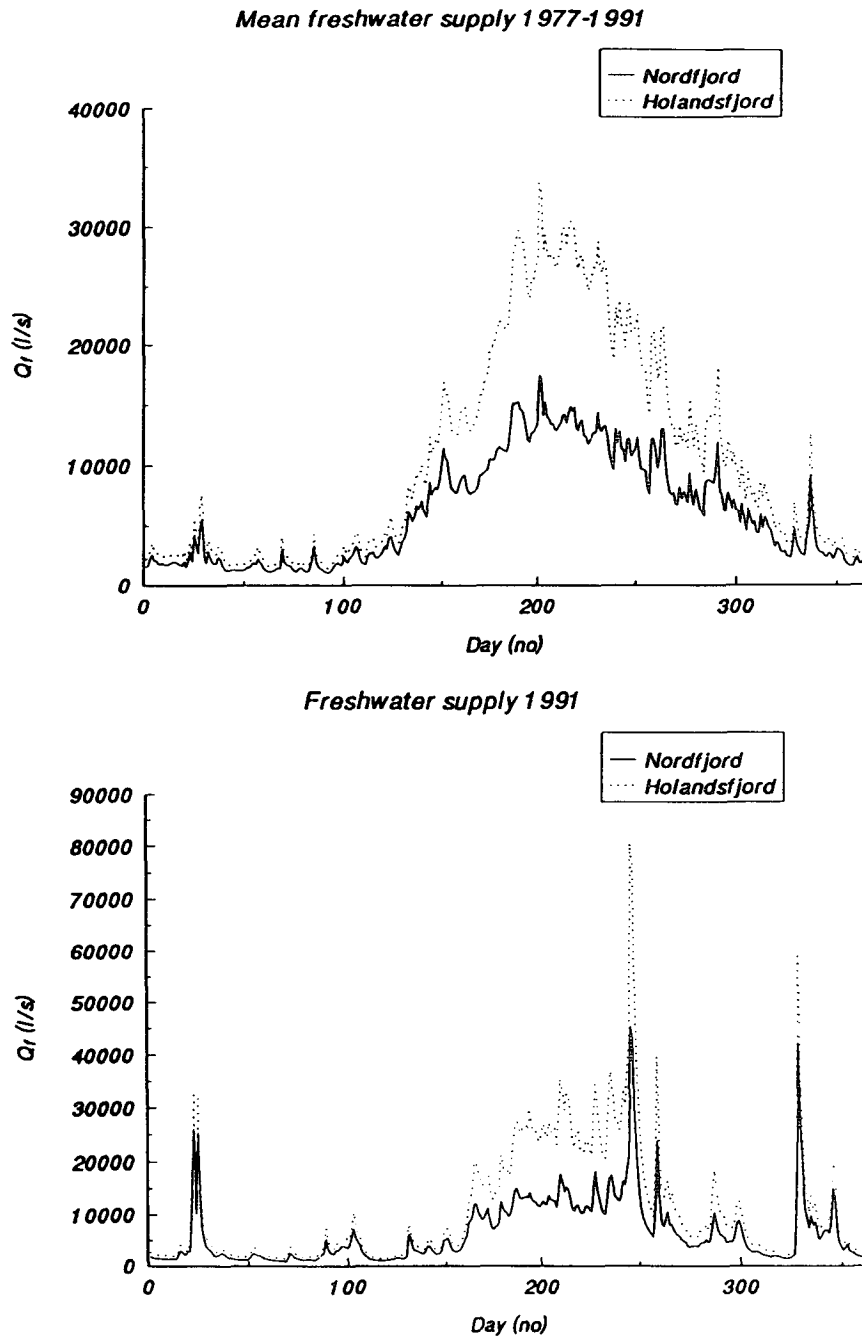 Mean freshwater supply 1977-1991
Nordfjord
Holandsfjord
40000
30000
20000
10000
0
Qf (l/s)
0 100 200 300
Day (no)
Freshwater supply 1991
Nordfjord
Holandsfjord
90000
80000
70000
60000
50000
40000
30000
20000
10000
0
Qf (l/s)
0 100 200 300
Day (no)